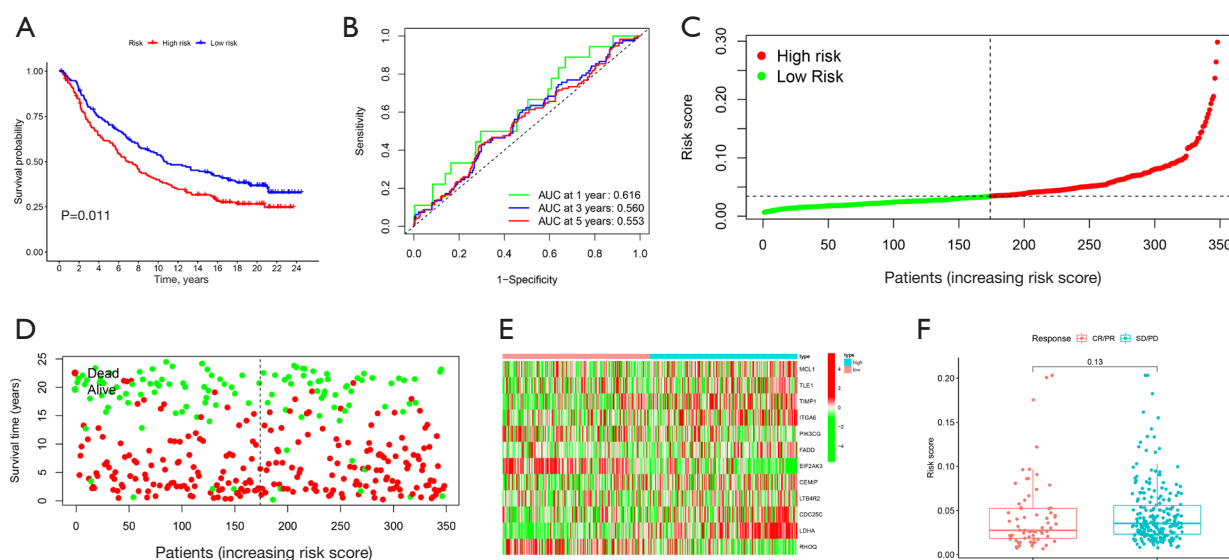 A
Risk High risk Low risk
Survival probability
1.00
0.75
0.50
0.25
0.00
P=0.011
0 2 4 6 8 10 12 14 16 18 20 22 24
Time, years
B
Sensitivity
1.0
0.8
0.6
0.4
0.2
0.0
AUC at 1 year : 0.616
AUC at 3 years: 0.560
AUC at 5 years: 0.553
0.0 0.2 0.4 0.6 0.8 1.0
1−Specificity
C
Risk score
0.30
0.20
0.10
0.00
High risk
Low Risk
0 50 100 150 200 250 300 350
Patients (increasing risk score)
D
Survival time (years)
25
20
15
10
5
0
Dead
Alive
0 50 100 150 200 250 300 350
Patients (increasing risk score)
E
type
MCL1
TLE1
TIMP1
ITGA6
PIK3CG
FADD
EIF2AK3
CEMIP
LTB4R2
CDC25C
LDHA
RHOQ
4
2
0
−2
−4
type
high
low
F
Response CR/PR SD/PD
Risk score
0.20
0.15
0.10
0.05
0.00
0.13